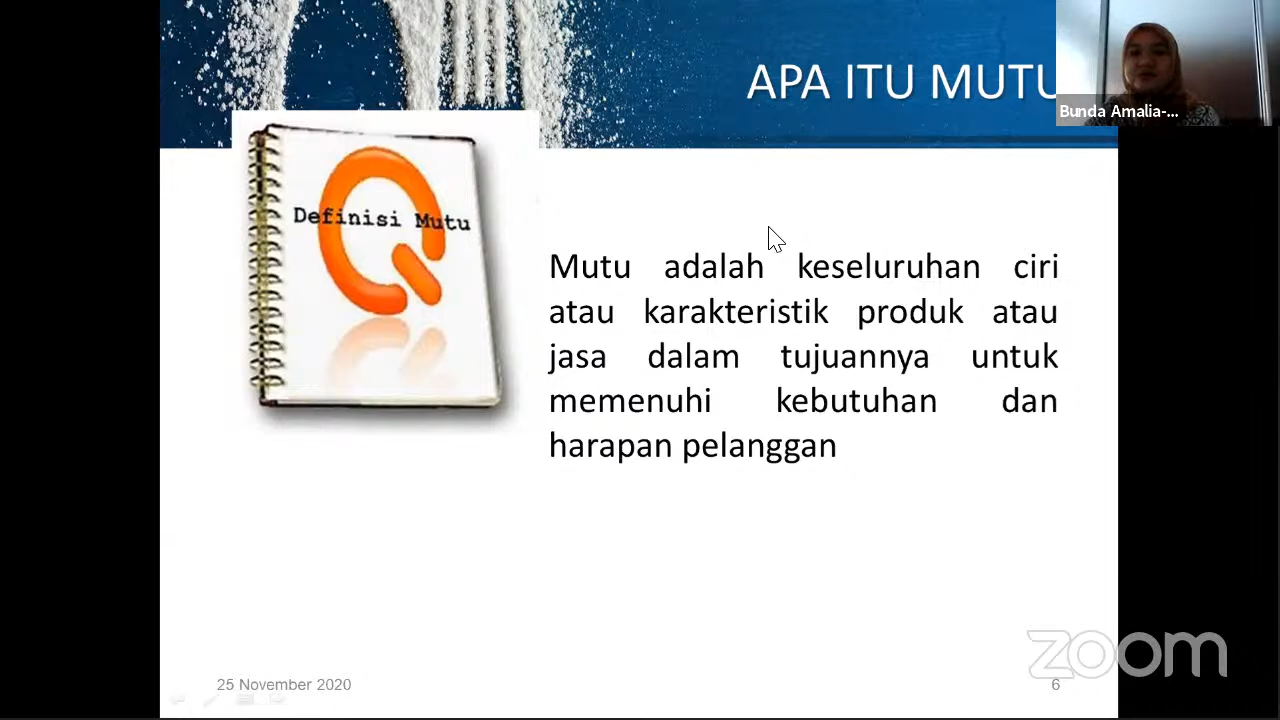 APA ITU MUTU
Bunda Amalia-...
Definisi Mutu
Mutu adalah keseluruhan ciri
atau karakteristik produk atau
jasa dalam tujuannya untuk
memenuhi kebutuhan dan
harapan pelanggan
zoom
25 November 2020
6